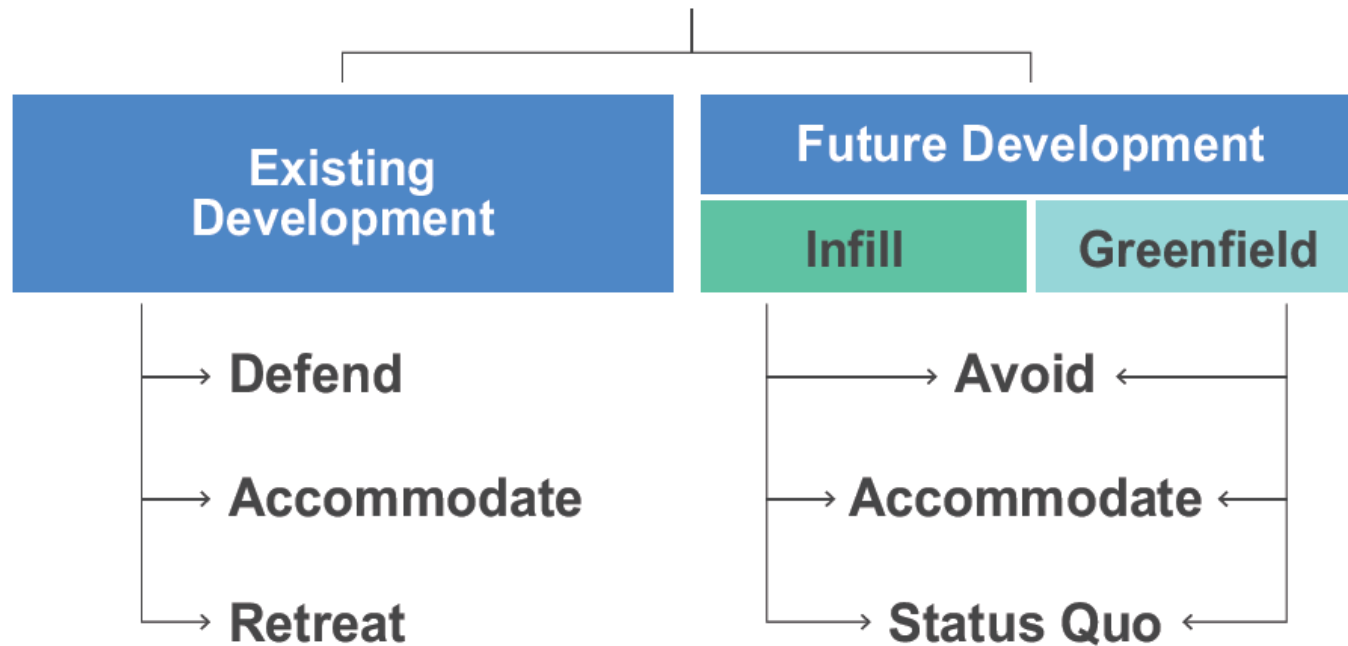 Existing
Development
Future Development
Infill
Greenfield
Defend
Accommodate
Retreat
Avoid
Accommodate
Status Quo